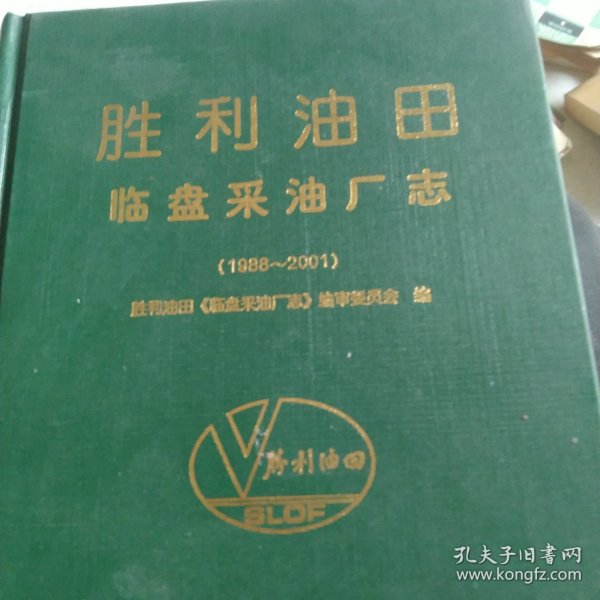 胜利油田
临盘采油厂志
(1988~2001)
胜利油田《临盘采油厂志》编审委员会 编
胜利油田
SLOF
孔夫子旧书网
www.kongfz.com